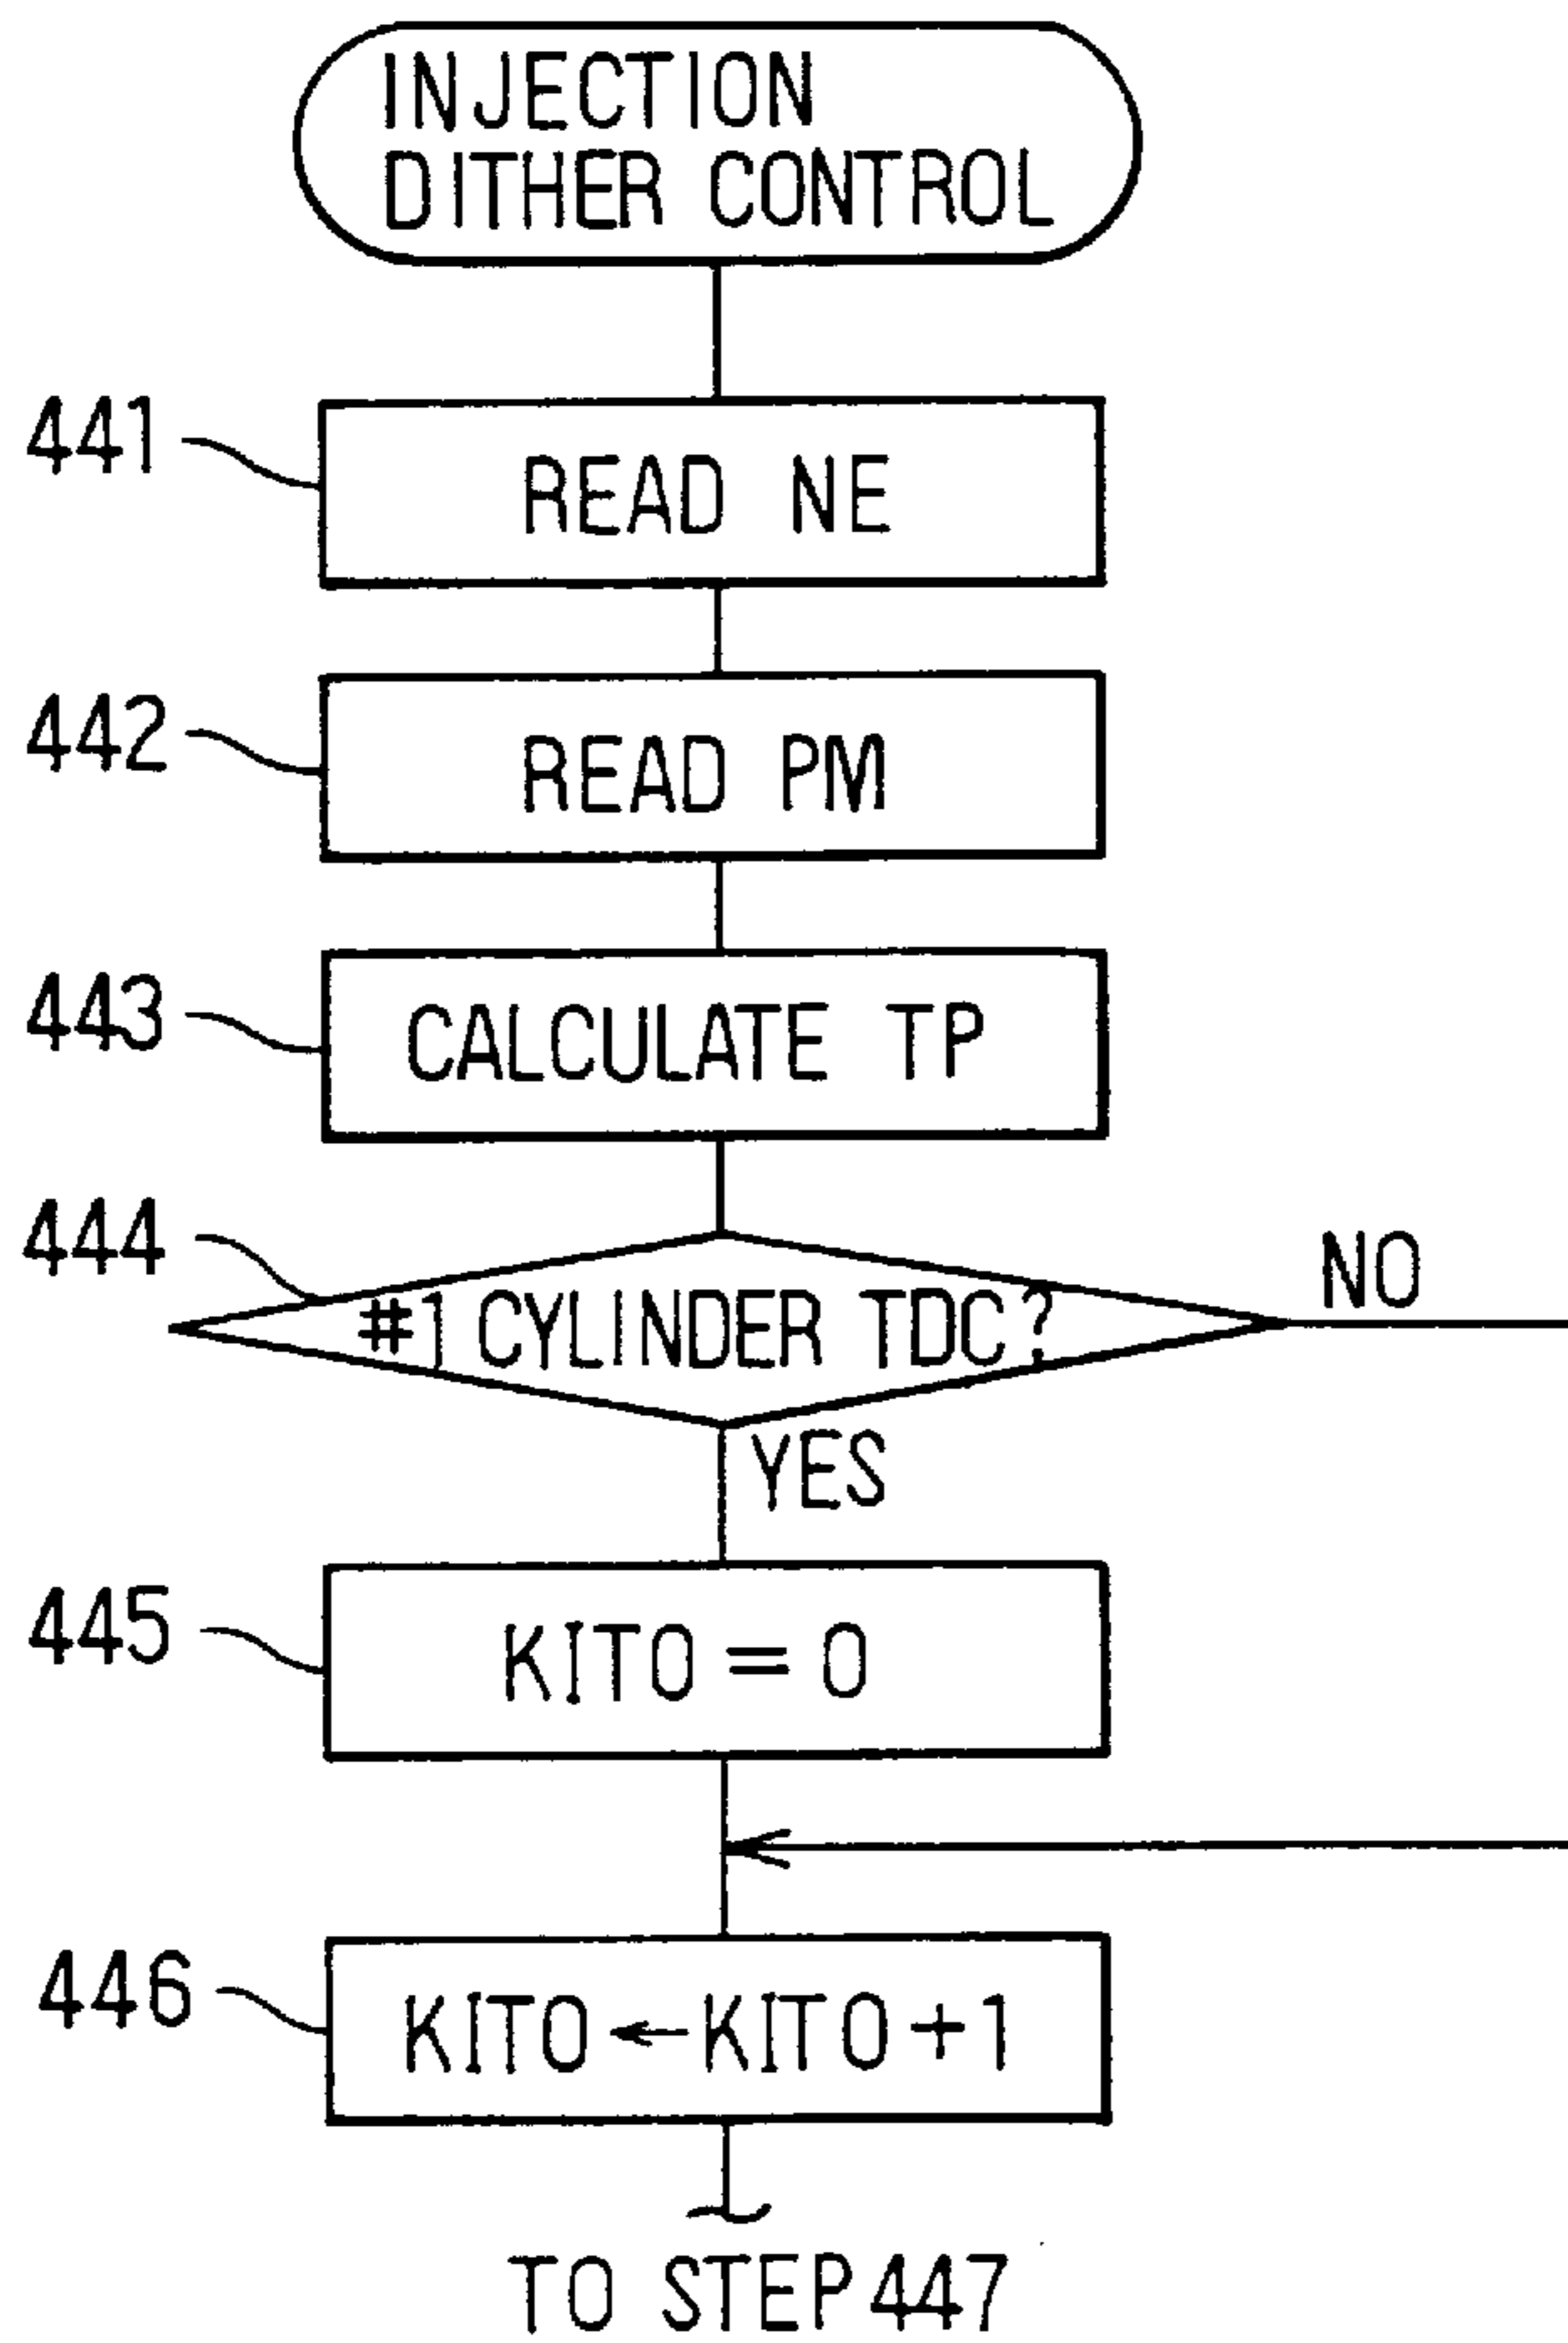 INJECTION
DITHER CONTROL
441
READ NE
442
READ PM
443
CALCULATE TP
444
#1 CYLINDER TDC?
NO
YES
445
KITO = 0
446
KITO ← KITO + 1
TO STEP 447